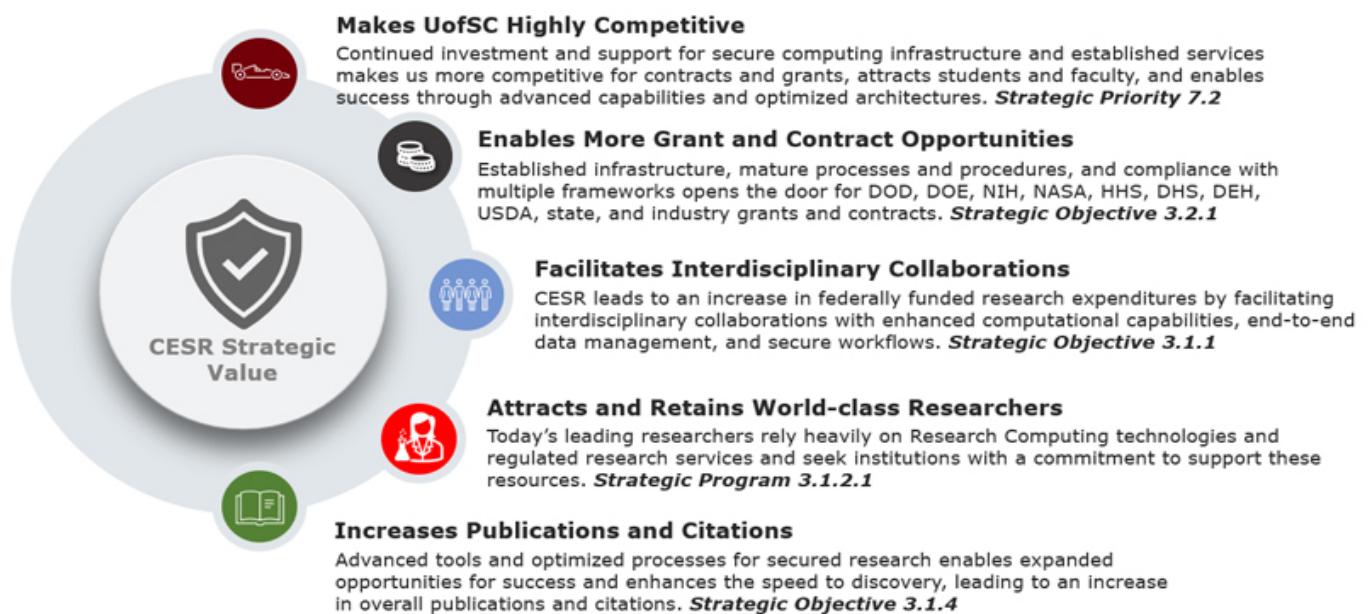 Makes UofSC Highly Competitive
Continued investment and support for secure computing infrastructure and established services
makes us more competitive for contracts and grants, attracts students and faculty, and enables
success through advanced capabilities and optimized architectures. Strategic Priority 7.2
Enables More Grant and Contract Opportunities
Established infrastructure, mature processes and procedures, and compliance with
multiple frameworks opens the door for DOD, DOE, NIH, NASA, HHS, DHS, DEH,
USDA, state, and industry grants and contracts. Strategic Objective 3.2.1
Facilitates Interdisciplinary Collaborations
CESR leads to an increase in federally funded research expenditures by facilitating
interdisciplinary collaborations with enhanced computational capabilities, end-to-end
data management, and secure workflows. Strategic Objective 3.1.1
CESR Strategic
Value
Attracts and Retains World-class Researchers
Today's leading researchers rely heavily on Research Computing technologies and
regulated research services and seek institutions with a commitment to support these
resources. Strategic Program 3.1.2.1
Increases Publications and Citations
Advanced tools and optimized processes for secured research enables expanded
opportunities for success and enhances the speed to discovery, leading to an increase
in overall publications and citations. Strategic Objective 3.1.4